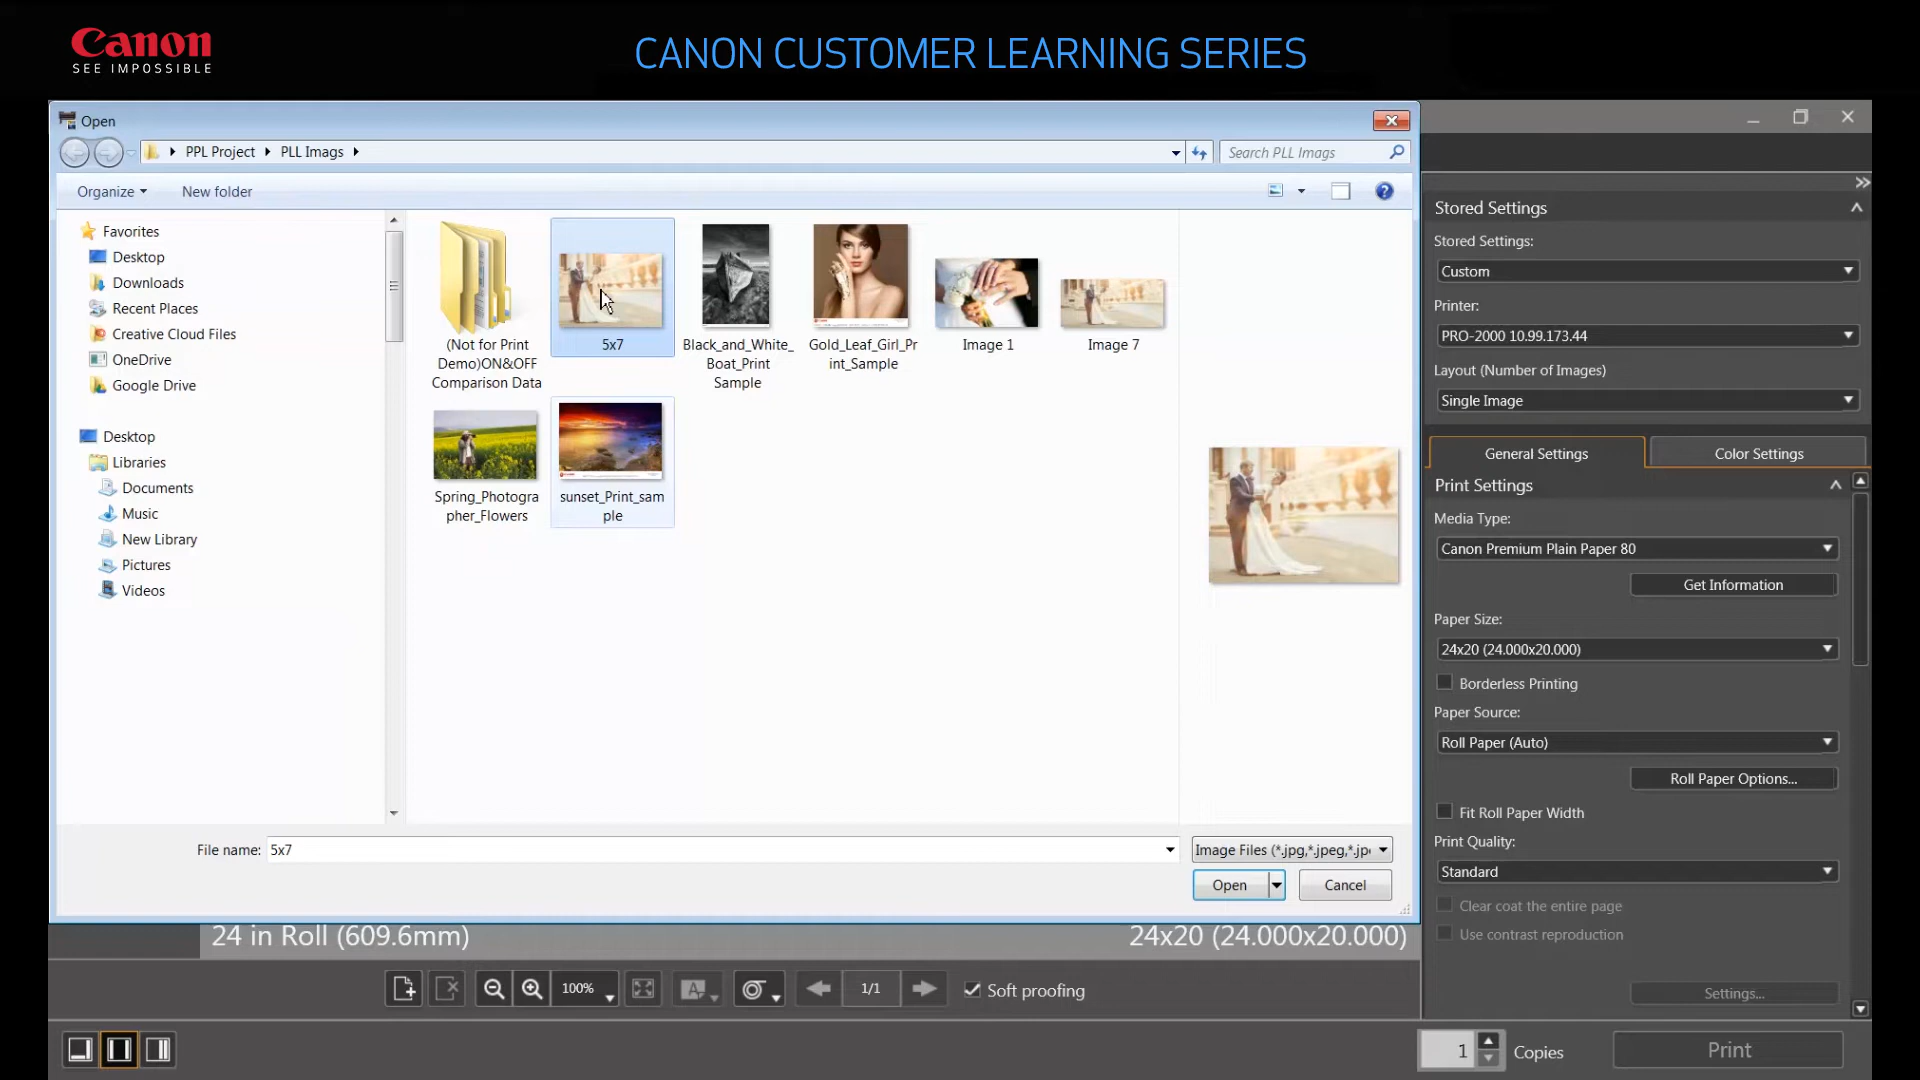 Canon
SEE IMPOSSIBLE
CANON CUSTOMER LEARNING SERIES
Open
PPL Project
PLL Imags
Search PLL Imags
Organize
New folder
Favorites
Desktop
Downloads
Recent Places
Creative Cloud Files
OneDrive
Google Drive
Desktop
Libraries
Documents
Music
New Library
Pictures
Videos
(Not for Print
Demo)ON&OFF
Comparison Data
5x7
Black_and_White_
Boat_Print
Sample
Gold_Leaf_Girl_Pr
int_Sample
Image 1
Image 7
Spring_Photogra
pher_Flowers
sunset_Print_sam
ple
File name:
5x7
Image Files (*.jpg,*.jpeg,*.jp
Open
Cancel
24 in Roll (609.6mm)
24x20 (24.000x20.000)
100%
A
1/1
Soft proofing
Stored Settings
Stored Settings:
Custom
Printer:
PRO-2000 10.99.173.44
Layout (Number of Images)
Single Image
General Settings
Color Settings
Print Settings
Media Type:
Canon Premium Plain Paper 80
Get Information
Paper Size:
24x20 (24.000x20.000)
Borderless Printing
Paper Source:
Roll Paper (Auto)
Roll Paper Options...
Fit Roll Paper Width
Print Quality:
Standard
Clear coat the entire page
Use contrast reproduction
Settings...
1
Copies
Print